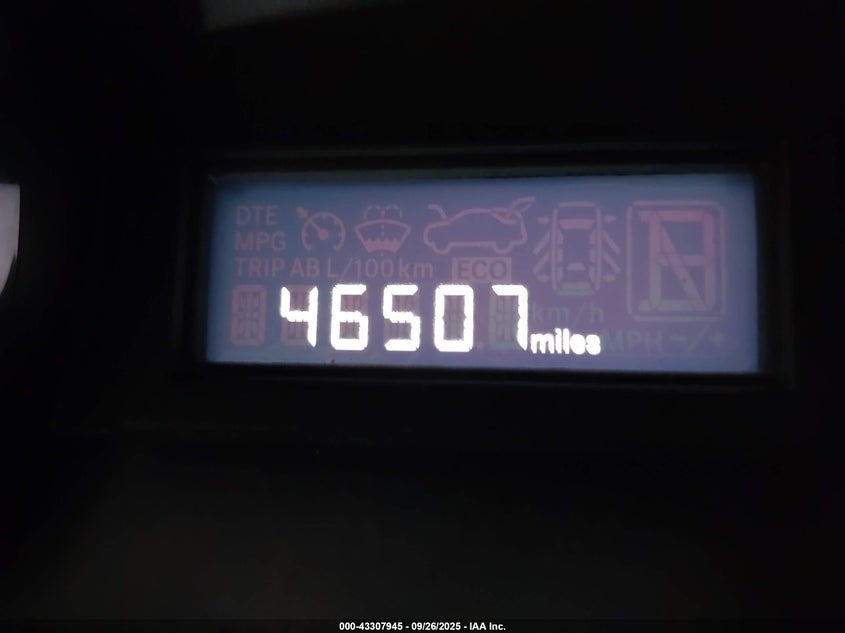 DTE
MPG
TRIP AB L/100km
ECO
km/h
46507 miles
MPH -/+
000-43307945 - 09/26/2025 - IAA Inc.